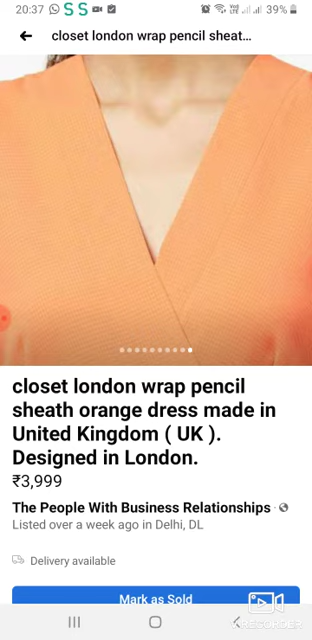 20:37 39%
closet london wrap pencil sheat...
closet london wrap pencil
sheath orange dress made in
United Kingdom ( UK ).
Designed in London.
₹3,999
The People With Business Relationships ·
Listed over a week ago in Delhi, DL
Delivery available
Mark as Sold
VRECORDER